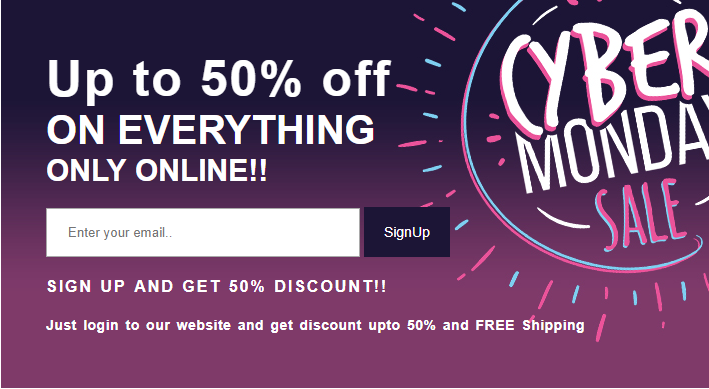 Up to 50% off
ON EVERYTHING
ONLY ONLINE!!
Enter your email..
SignUp
SIGN UP AND GET 50% DISCOUNT!!
Just login to our website and get discount upto 50% and FREE Shipping
CYBER
MONDA
SALE